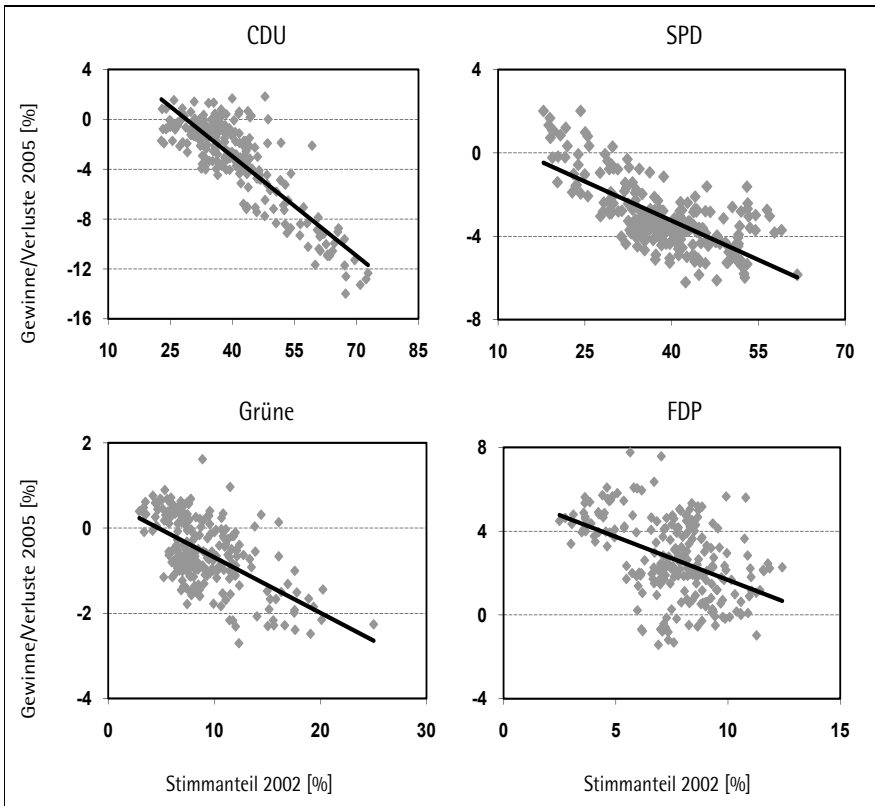 CDU
SPD
Gewinne/Verluste 2005 [%]
4
0
-4
-8
-12
-16
10 25 40 55 70 85
4
0
-4
-8
10 25 40 55 70
Grüne
FDP
Gewinne/Verluste 2005 [%]
2
0
-2
-4
0 10 20 30
8
4
0
-4
0 5 10 15
Stimmanteil 2002 [%]
Stimmanteil 2002 [%]